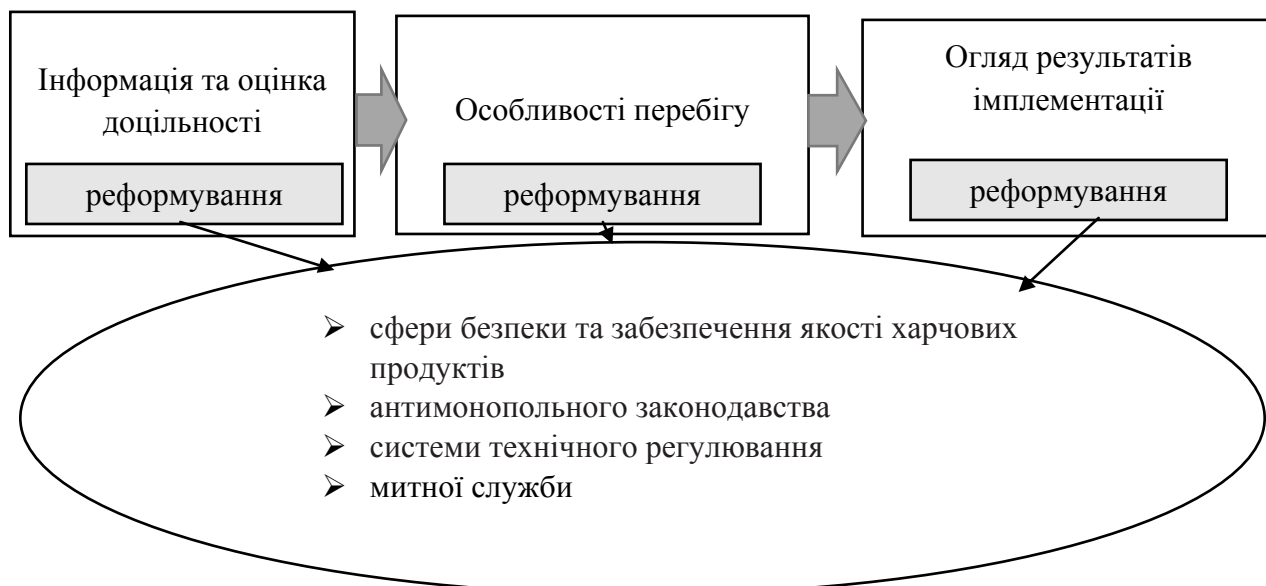 Інформація та оцінка
доцільності
реформування
Особливості перебігу
реформування
Огляд результатів
імплементації
реформування
➢ сфери безпеки та забезпечення якості харчових
продуктів
➢ антимонопольного законодавства
➢ системи технічного регулювання
➢ митної служби